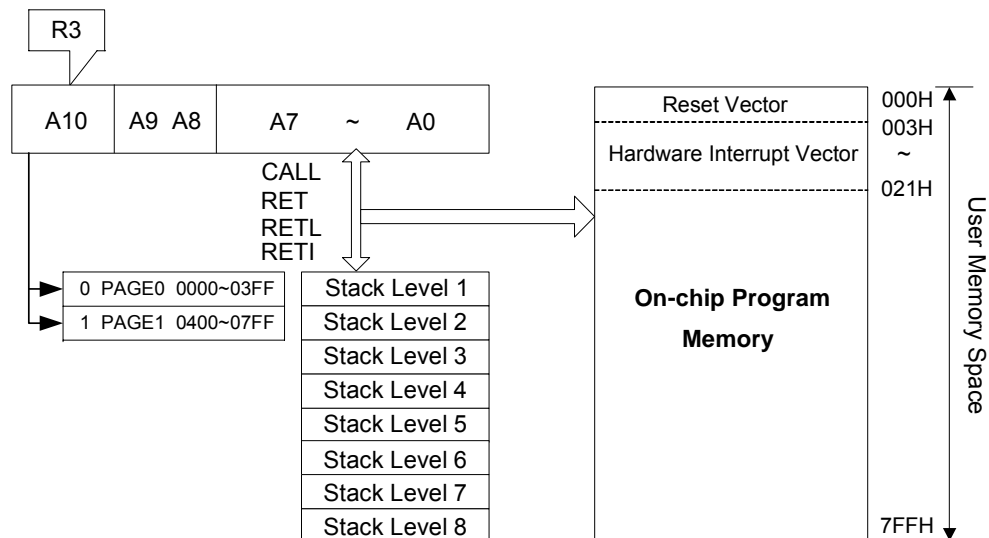 R3
A10 A9 A8 A7 ~ A0
CALL
RET
RETL
RETI
0 PAGE0 0000~03FF
1 PAGE1 0400~07FF
Stack Level 1
Stack Level 2
Stack Level 3
Stack Level 4
Stack Level 5
Stack Level 6
Stack Level 7
Stack Level 8
Reset Vector
Hardware Interrupt Vector
On-chip Program
Memory
000H
003H
~
021H
7FFH
User Memory Space